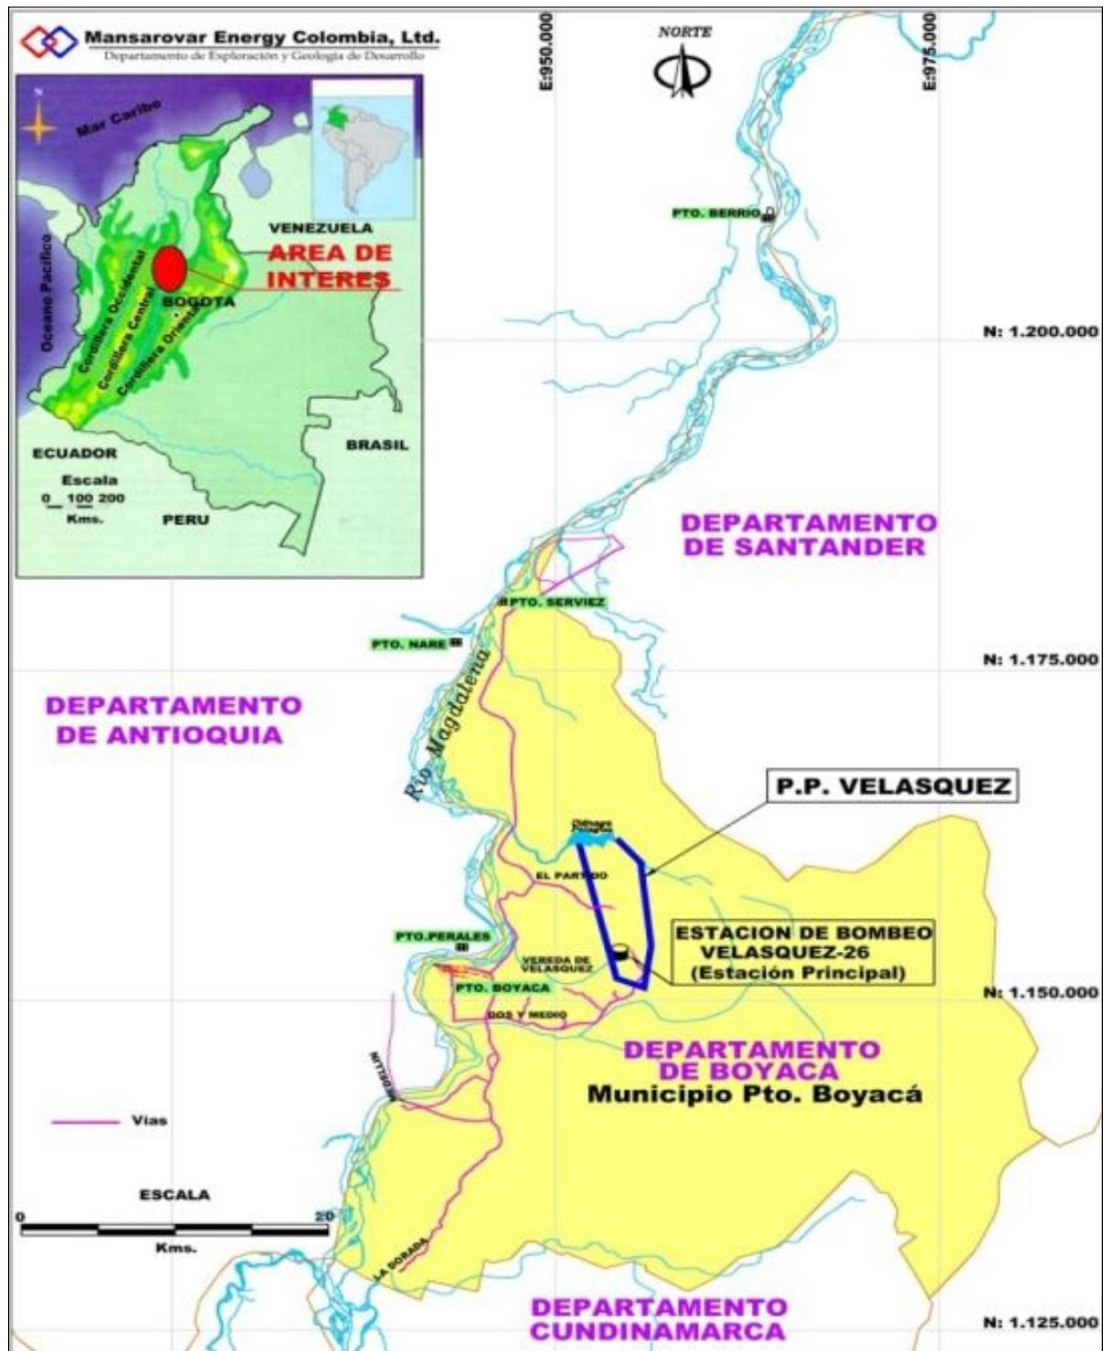 Mansarovar Energy Colombia, Ltd.
Departamento de Exploración y Geología de Desarrollo
N
Mar Caribe
Oceano Pacífico
VENEZUELA
AREA DE
INTERES
BOGOTA
Cordillera Occidental
Cordillera Central
Cordillera Oriental
ECUADOR
BRASIL
PERU
Escala
0 100 200
Kms.
E:950.000
NORTE
E:975.000
PTO. BERRIO
N: 1.200.000
DEPARTAMENTO
DE SANTANDER
PTO. SERVIEZ
PTO. NARE
N: 1.175.000
Río Magdalena
DEPARTAMENTO
DE ANTIOQUIA
P.P. VELASQUEZ
EL PARTIDO
PTO.PERALES
VEREDA DE
VELASQUEZ
ESTACION DE BOMBEO
VELASQUEZ-26
(Estación Principal)
PTO. BOYACA
N: 1.150.000
DOS Y MEDIO
DEPARTAMENTO
DE BOYACA
Municipio Pto. Boyacá
MEDELLIN
Vias
ESCALA
0 20
Kms.
LA DORADA
DEPARTAMENTO
CUNDINAMARCA
N: 1.125.000